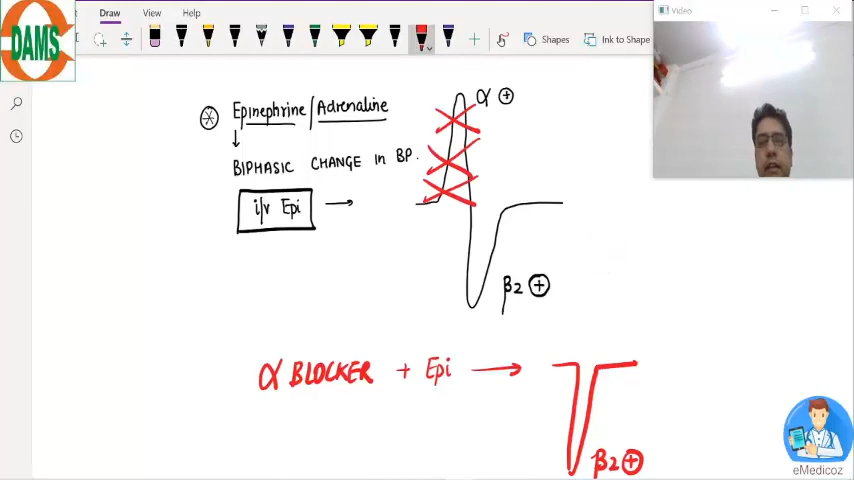 DAMS
Draw
View
Window
Help
Video
Shapes
Ink to Shape
Epinephrine / Adrenaline
α +
BIPHASIC CHANGE in BP.
i/v Epi
β2 +
α BLOCKER + Epi
β2 +
eMedicoz